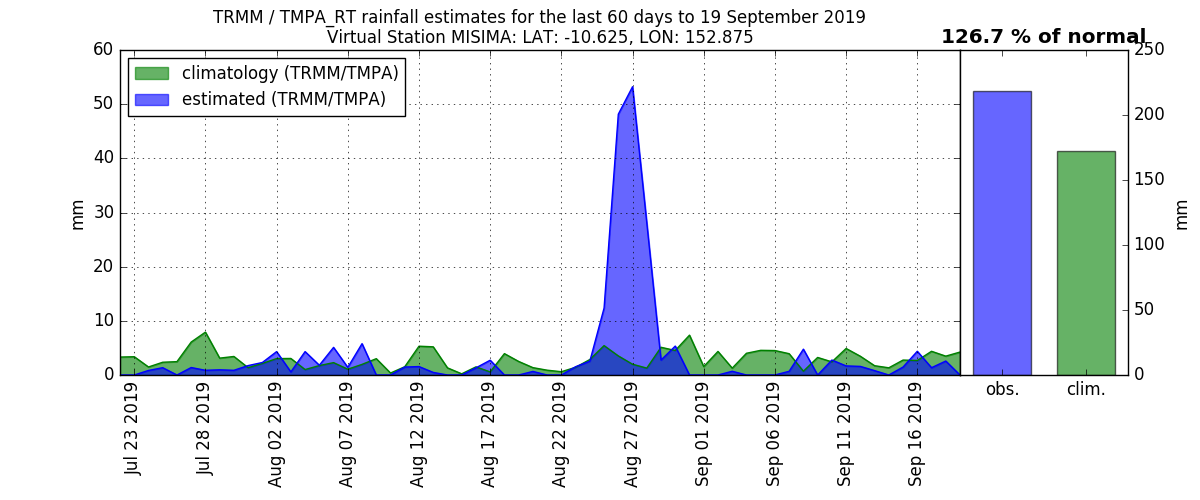 TRMM / TMPA_RT rainfall estimates for the last 60 days to 19 September 2019
Virtual Station MISIMA: LAT: -10.625, LON: 152.875
126.7 % of normal
climatology (TRMM/TMPA)
estimated (TRMM/TMPA)
mm
60
50
40
30
20
10
0
Jul 23 2019
Jul 28 2019
Aug 02 2019
Aug 07 2019
Aug 12 2019
Aug 17 2019
Aug 22 2019
Aug 27 2019
Sep 01 2019
Sep 06 2019
Sep 11 2019
Sep 16 2019
250
200
150
100
50
0
mm
obs.
clim.